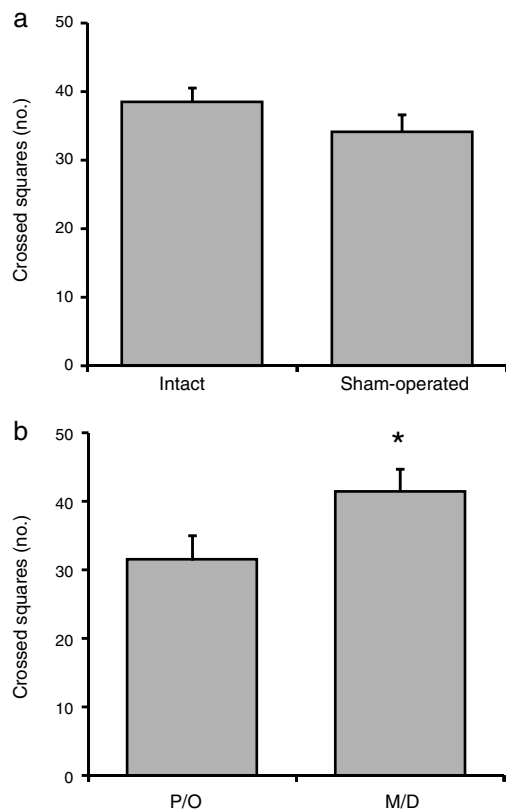 a
50
40
30
20
10
0
Crossed squares (no.)
Intact Sham-operated
b
50
40
30
20
10
0
Crossed squares (no.)
*
P/O M/D